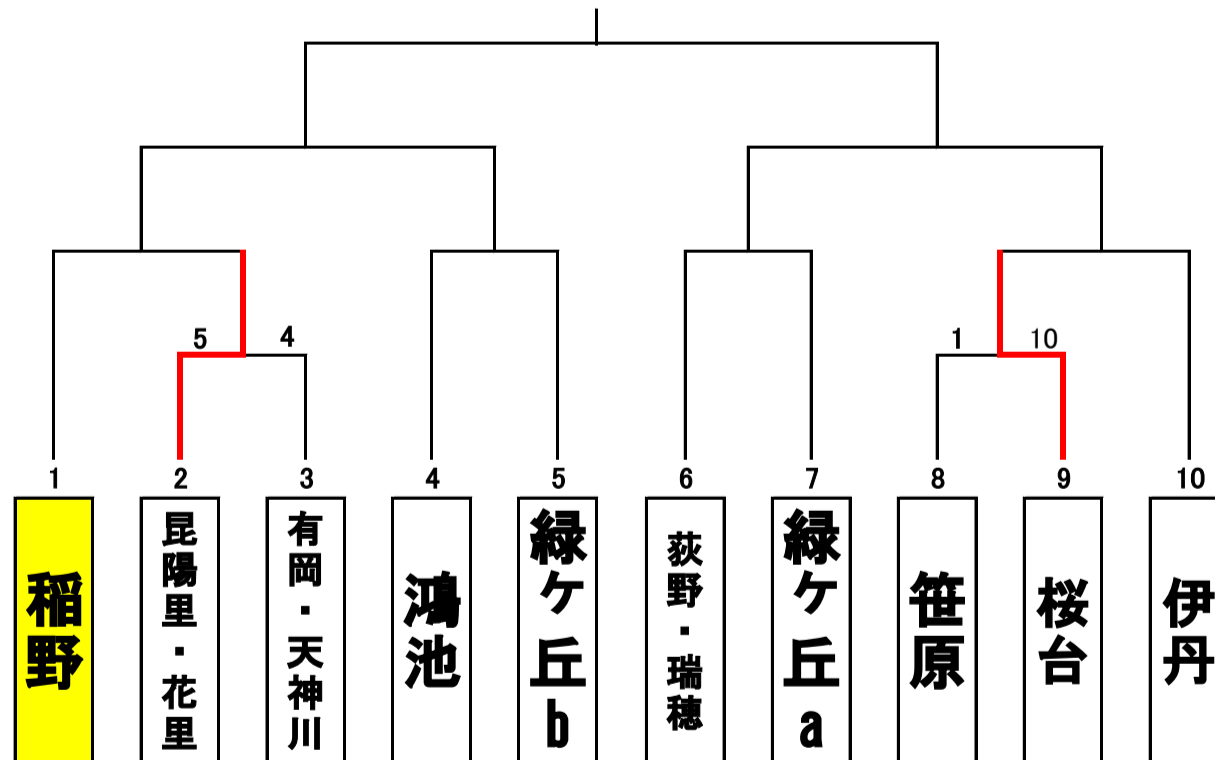 5 4 1 10
1 2 3 4 5 6 7 8 9 10
稲野
昆陽里・花里
有岡・天神川
鴻池
緑ケ丘b
荻野・瑞穂
緑ケ丘a
笹原
桜台
伊丹